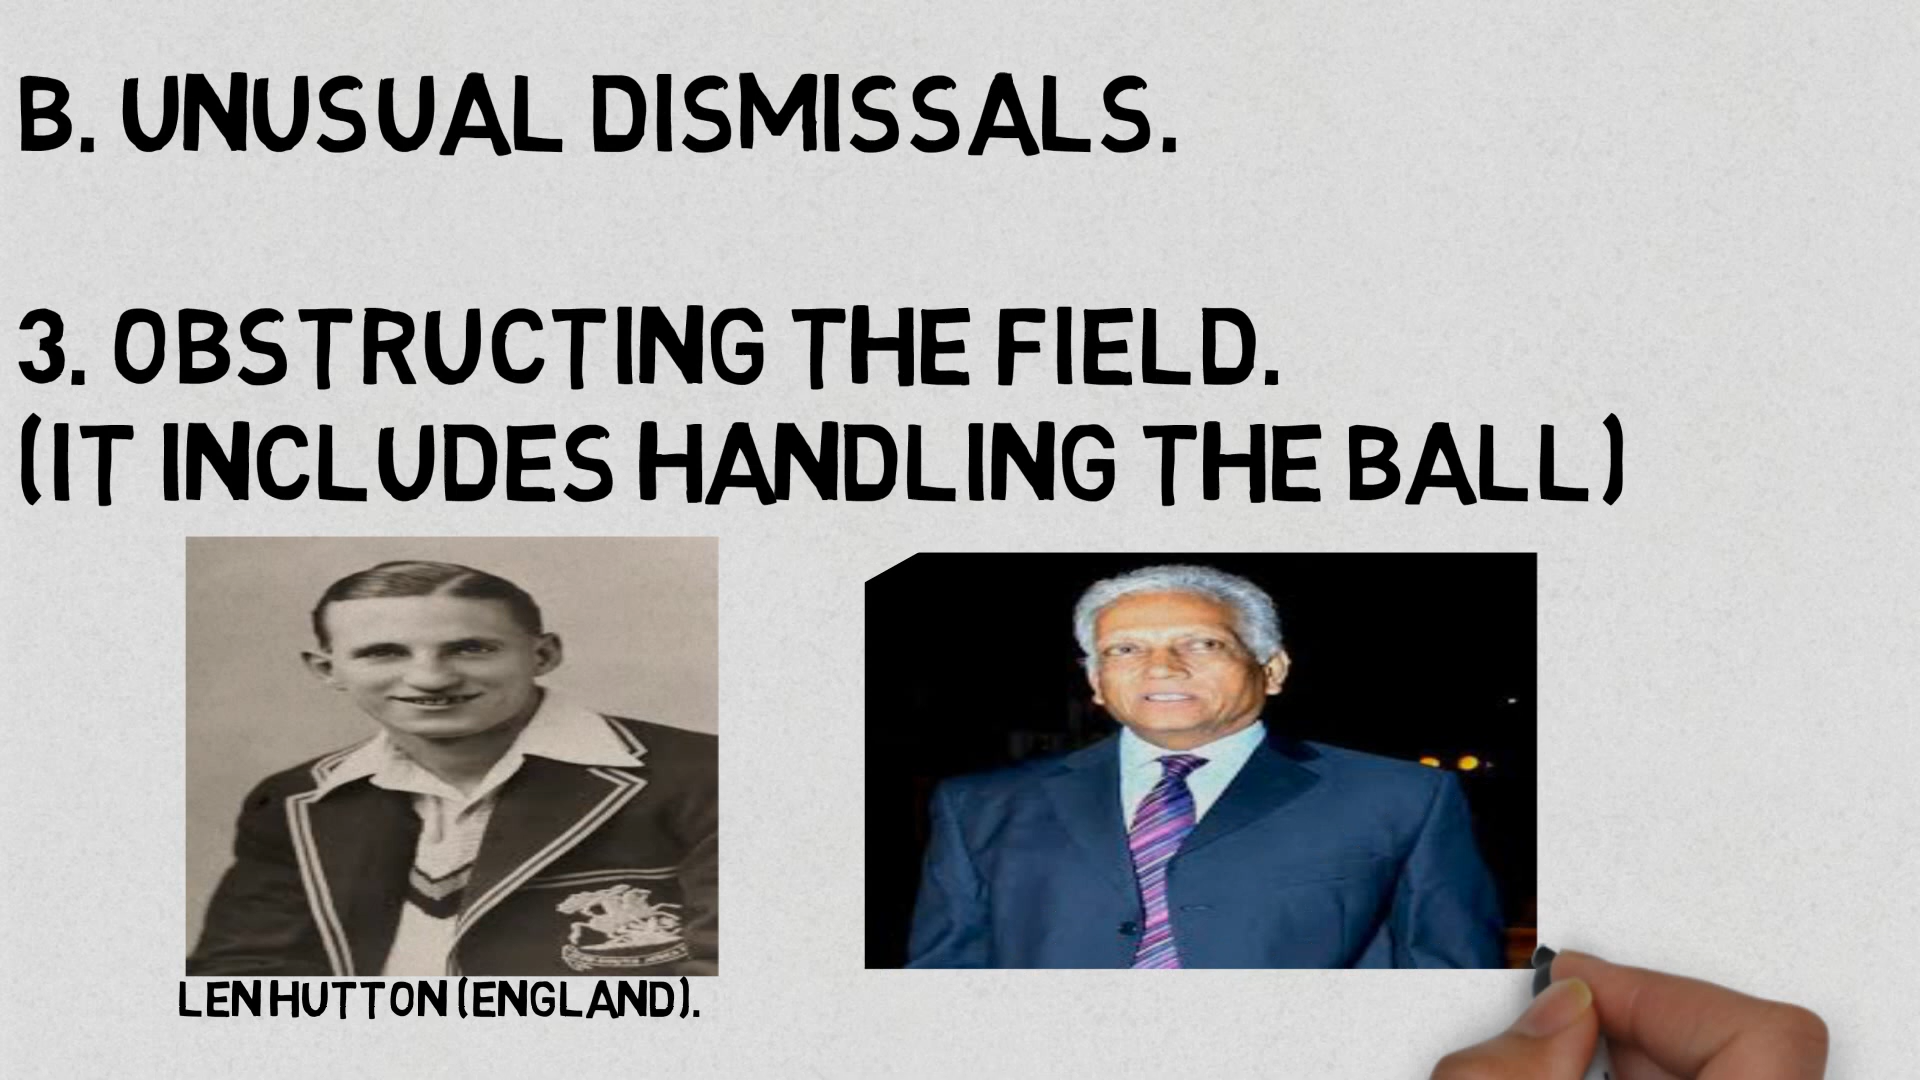 B. UNUSUAL DISMISSALS.
3. OBSTRUCTING THE FIELD.
(IT INCLUDES HANDLING THE BALL)
LEN HUTTON (ENGLAND).